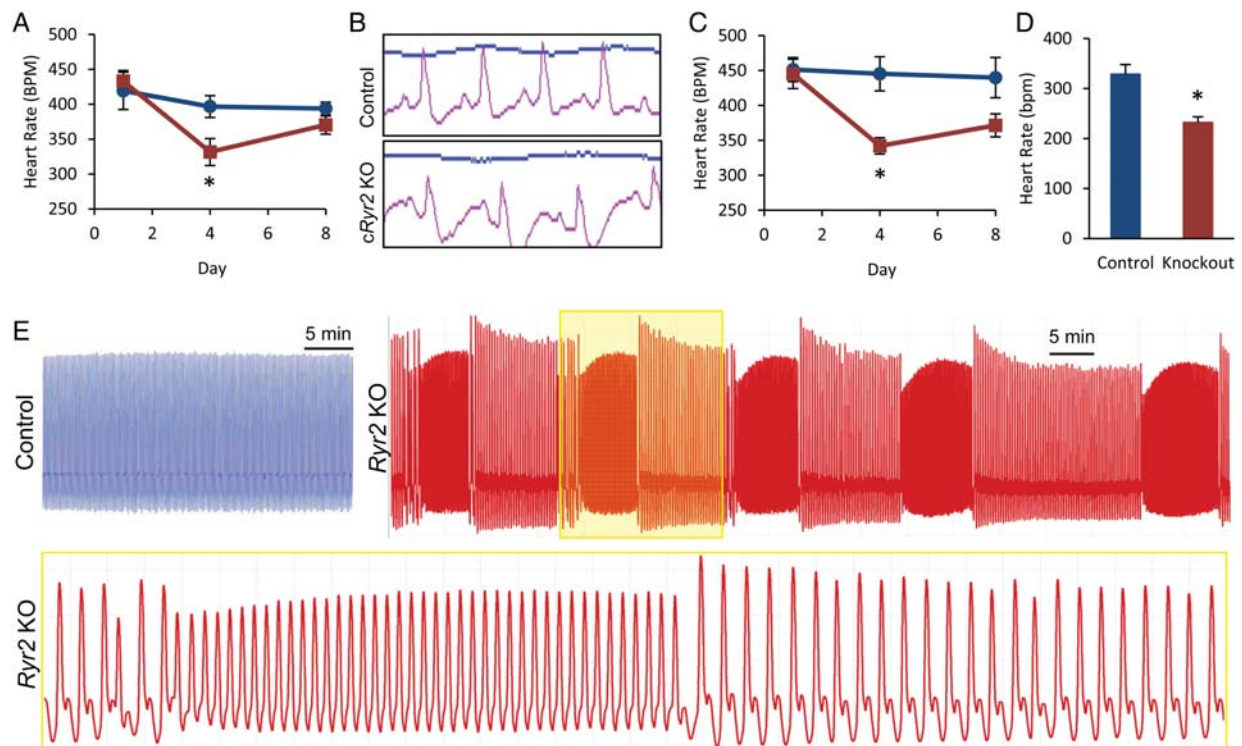 A
Heart Rate (BPM)
500
450
400
350
300
250
0 2 4 6 8
Day
*
B
Control
cRyr2 KO
C
Heart Rate (BPM)
500
450
400
350
300
250
0 2 4 6 8
Day
*
D
Heart Rate (bpm)
400
300
200
100
0
*
Control Knockout
E
Control
5 min
Ryr2 KO
5 min
Ryr2 KO